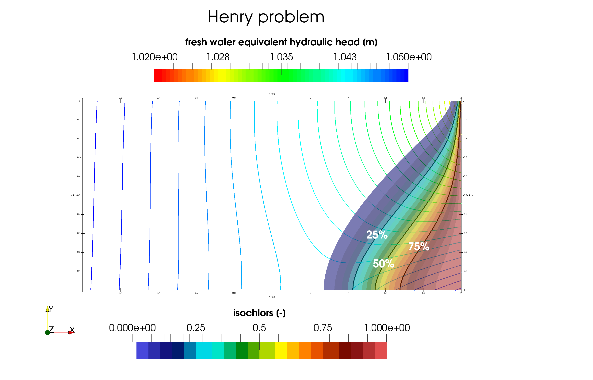 Henry problem
fresh water equivalent hydraulic head (m)
1.020e+00 1.028 1.035 1.043 1.050e+00
25%
75%
50%
isochlors (-)
0.000e+00 0.25 0.5 0.75 1.000e+00
Y
Z X